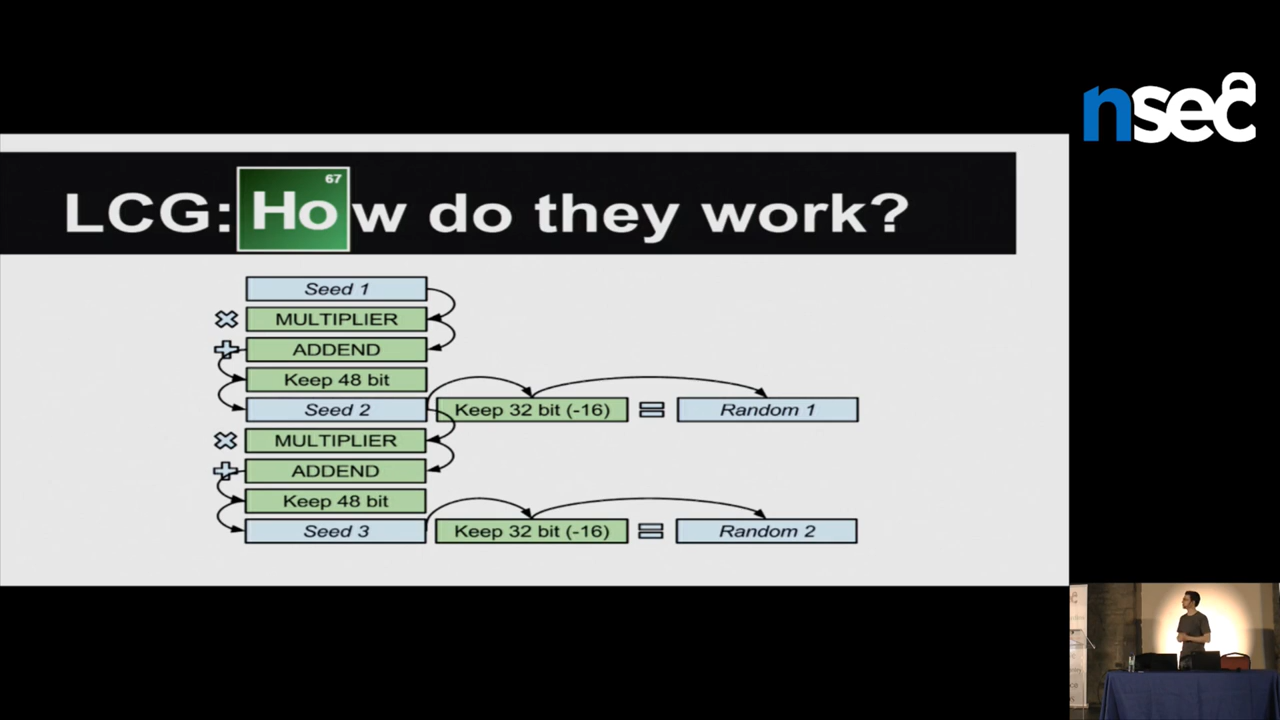 nsec
67
LCG: How do they work?
Seed 1
MULTIPLIER
ADDEND
Keep 48 bit
Seed 2 Keep 32 bit (-16) = Random 1
MULTIPLIER
ADDEND
Keep 48 bit
Seed 3 Keep 32 bit (-16) = Random 2